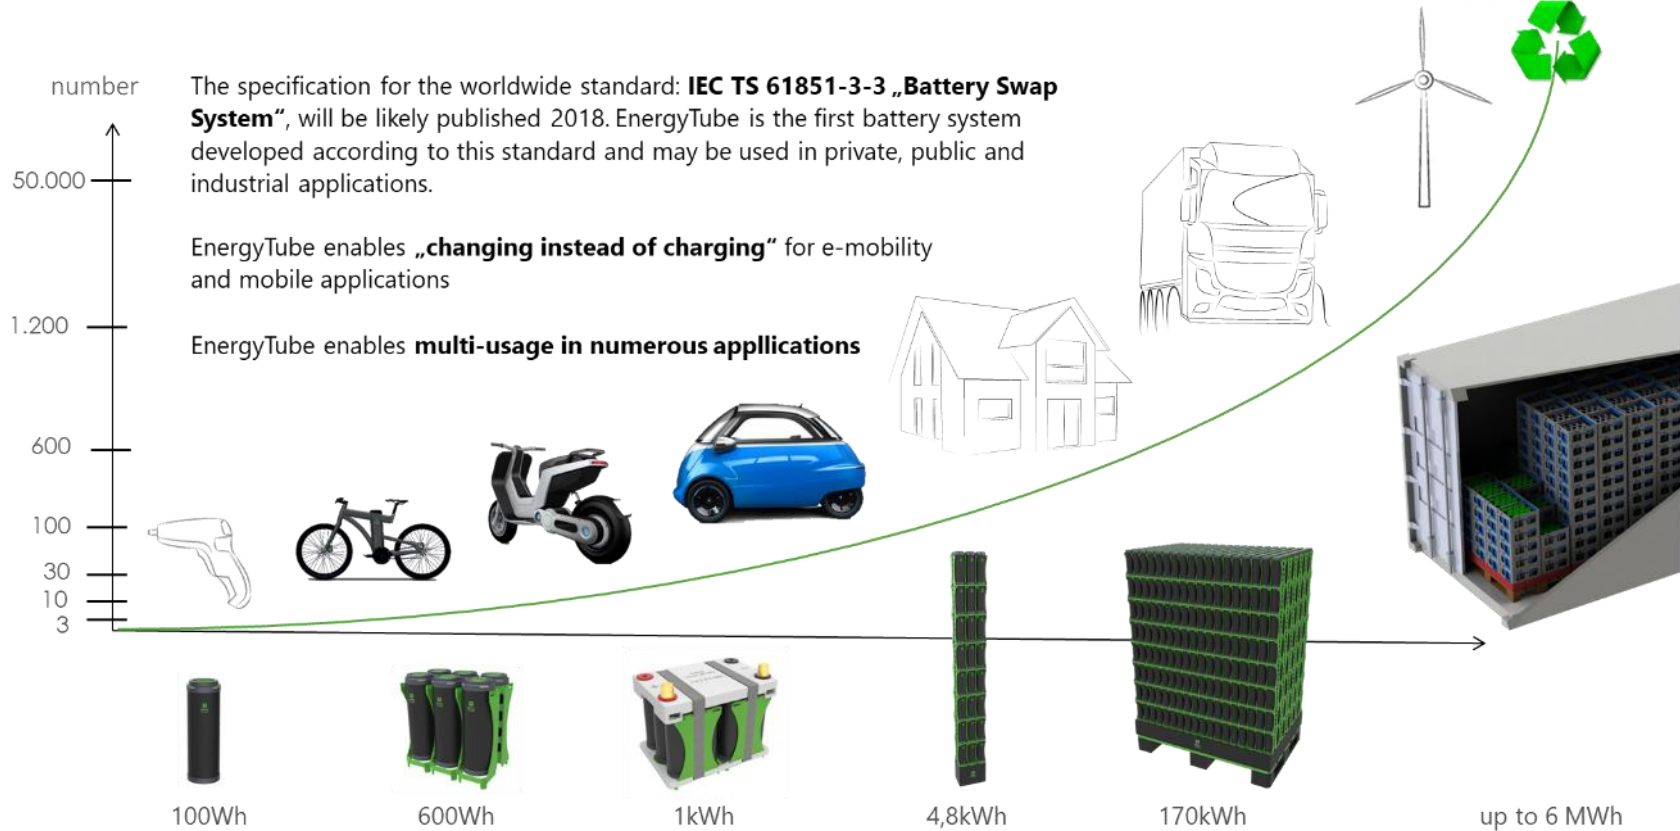 number
The specification for the worldwide standard: IEC TS 61851-3-3 „Battery Swap
System“, will be likely published 2018. EnergyTube is the first battery system
developed according to this standard and may be used in private, public and
industrial applications.
EnergyTube enables „changing instead of charging“ for e-mobility
and mobile applications
EnergyTube enables multi-usage in numerous appllications
50.000
1.200
600
100
30
10
3
100Wh
600Wh
1kWh
4,8kWh
170kWh
up to 6 MWh